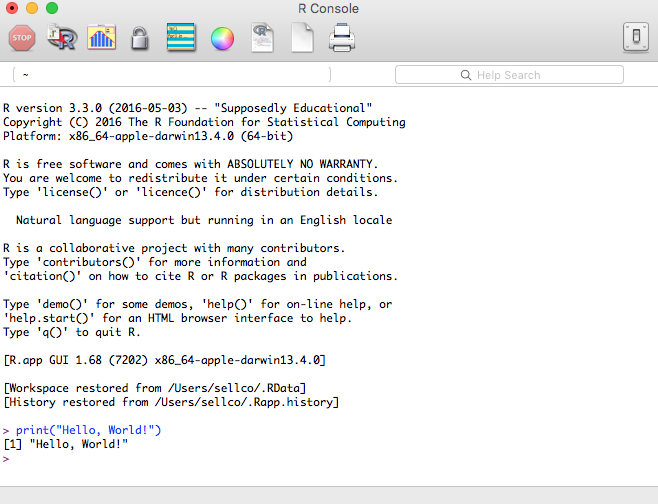 R Console
STOP
R
~
Help Search
R version 3.3.0 (2016-05-03) -- "Supposedly Educational"
Copyright (C) 2016 The R Foundation for Statistical Computing
Platform: x86_64-apple-darwin13.4.0 (64-bit)
R is free software and comes with ABSOLUTELY NO WARRANTY.
You are welcome to redistribute it under certain conditions.
Type 'license()' or 'licence()' for distribution details.
Natural language support but running in an English locale
R is a collaborative project with many contributors.
Type 'contributors()' for more information and
'citation()' on how to cite R or R packages in publications.
Type 'demo()' for some demos, 'help()' for on-line help, or
'help.start()' for an HTML browser interface to help.
Type 'q()' to quit R.
[R.app GUI 1.68 (7202) x86_64-apple-darwin13.4.0]
[Workspace restored from /Users/sellco/.RData]
[History restored from /Users/sellco/.Rapp.history]
> print("Hello, World!")
[1] "Hello, World!"
>